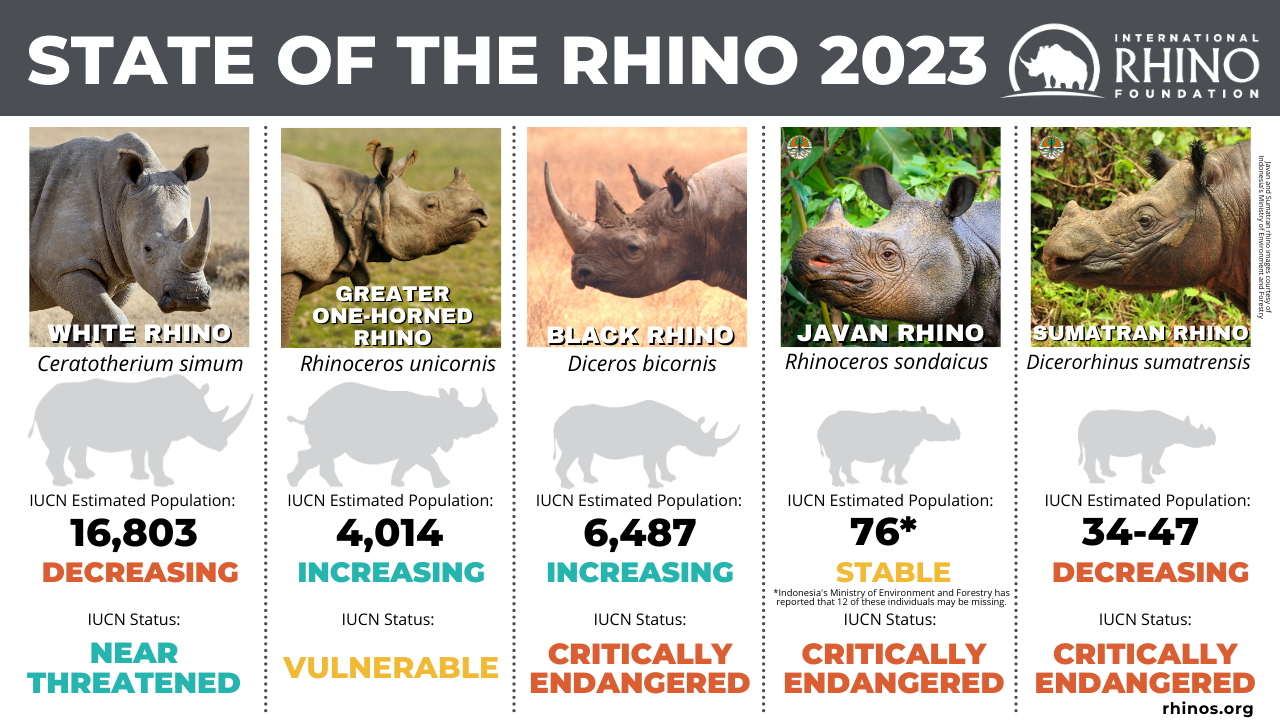 STATE OF THE RHINO 2023
INTERNATIONAL
RHINO
FOUNDATION
WHITE RHINO
Ceratotherium simum
IUCN Estimated Population:
16,803
DECREASING
IUCN Status:
NEAR
THREATENED
GREATER
ONE-HORNED
RHINO
Rhinoceros unicornis
IUCN Estimated Population:
4,014
INCREASING
IUCN Status:
VULNERABLE
BLACK RHINO
Diceros bicornis
IUCN Estimated Population:
6,487
INCREASING
IUCN Status:
CRITICALLY
ENDANGERED
JAVAN RHINO
Rhinoceros sondaicus
IUCN Estimated Population:
76*
STABLE
*Indonesia's Ministry of Environment and Forestry has
reported that 12 of these individuals may be missing.
IUCN Status:
CRITICALLY
ENDANGERED
SUMATRAN RHINO
Dicerorhinus sumatrensis
IUCN Estimated Population:
34-47
DECREASING
IUCN Status:
CRITICALLY
ENDANGERED
Javan and Sumatran rhino images courtesy of
Indonesia's Ministry of Environment and Forestry
rhinos.org